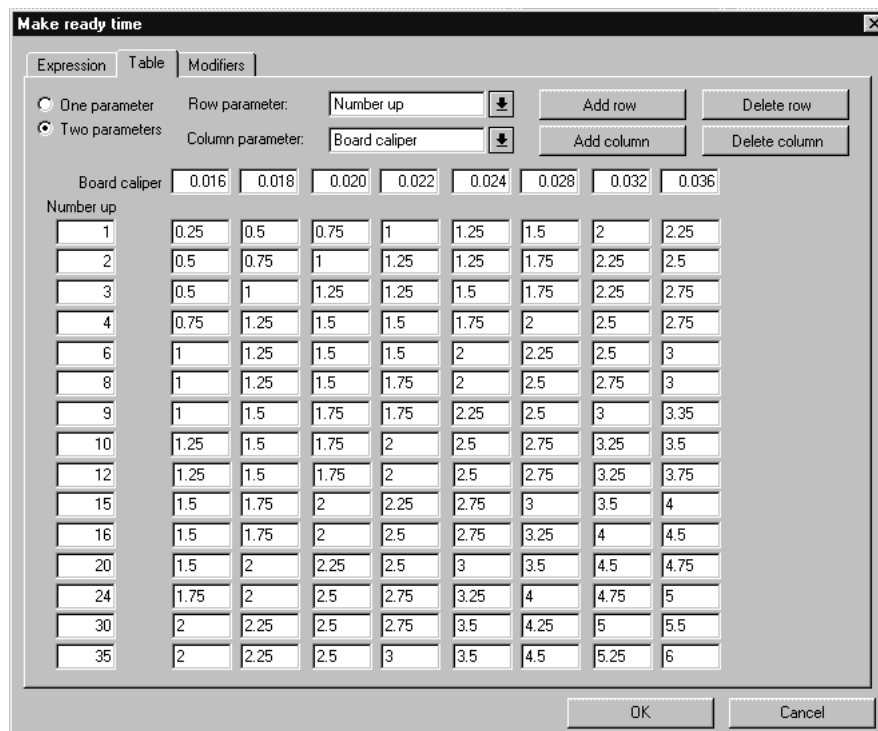 Make ready time
Expression Table Modifiers
One parameter Row parameter: Number up Add row Delete row
Two parameters Column parameter: Board caliper Add column Delete column
Board caliper 0.016 0.018 0.020 0.022 0.024 0.028 0.032 0.036
Number up
1 0.25 0.5 0.75 1 1.25 1.5 2 2.25
2 0.5 0.75 1 1.25 1.25 1.75 2.25 2.5
3 0.5 1 1.25 1.25 1.5 1.75 2.25 2.75
4 0.75 1.25 1.5 1.5 1.75 2 2.5 2.75
6 1 1.25 1.5 1.5 2 2.25 2.5 3
8 1 1.25 1.5 1.75 2 2.5 2.75 3
9 1 1.5 1.75 1.75 2.25 2.5 3 3.35
10 1.25 1.5 1.75 2 2.5 2.75 3.25 3.5
12 1.25 1.5 1.75 2 2.5 2.75 3.25 3.75
15 1.5 1.75 2 2.25 2.75 3 3.5 4
16 1.5 1.75 2 2.5 2.75 3.25 4 4.5
20 1.5 2 2.25 2.5 3 3.5 4.5 4.75
24 1.75 2 2.5 2.75 3.25 4 4.75 5
30 2 2.25 2.5 2.75 3.5 4.25 5 5.5
35 2 2.25 2.5 3 3.5 4.5 5.25 6
OK Cancel